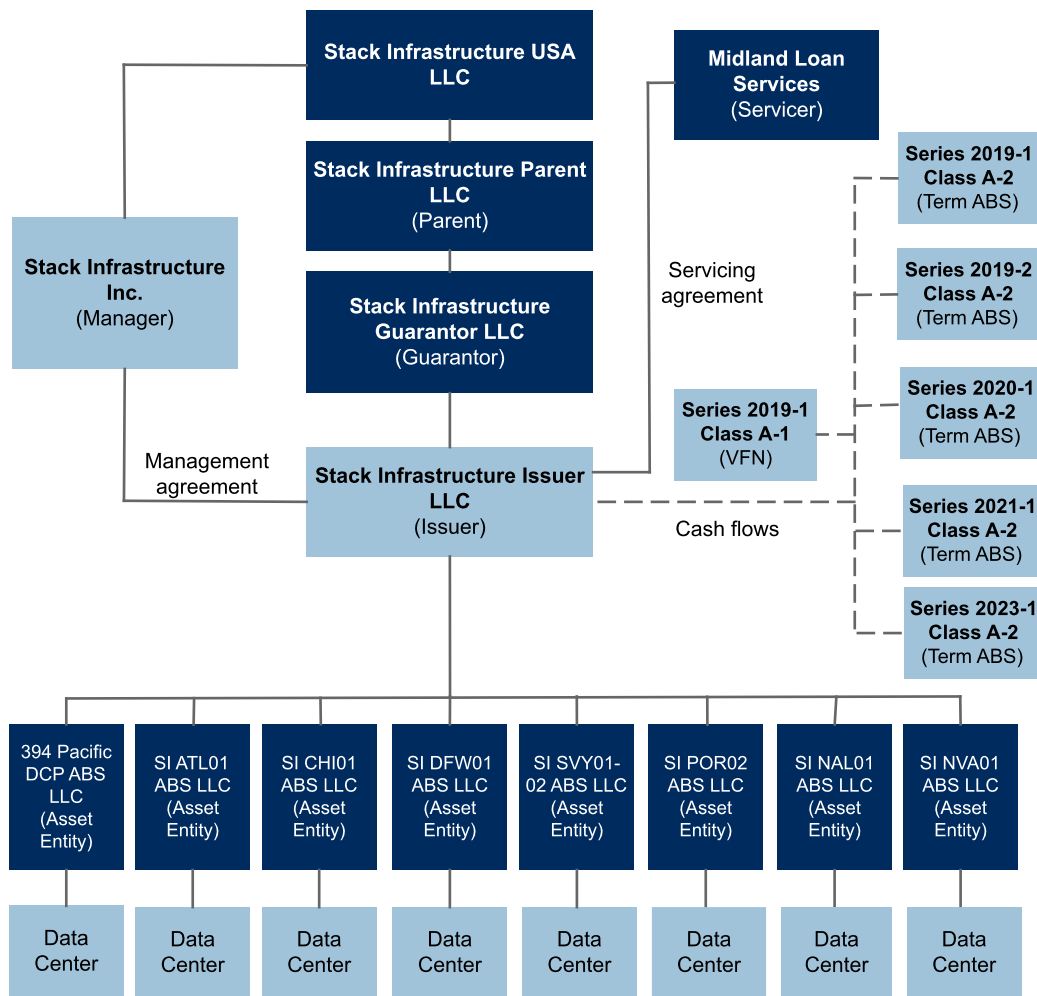 Stack Infrastructure USA
LLC
Midland Loan
Services
(Servicer)
Stack Infrastructure Parent
LLC
(Parent)
Series 2019-1
Class A-2
(Term ABS)
Stack Infrastructure
Inc.
(Manager)
Stack Infrastructure
Guarantor LLC
(Guarantor)
Servicing
agreement
Series 2019-2
Class A-2
(Term ABS)
Series 2019-1
Class A-1
(VFN)
Series 2020-1
Class A-2
(Term ABS)
Management
agreement
Stack Infrastructure Issuer
LLC
(Issuer)
Cash flows
Series 2021-1
Class A-2
(Term ABS)
Series 2023-1
Class A-2
(Term ABS)
394 Pacific
DCP ABS
LLC
(Asset
Entity)
SI ATL01
ABS LLC
(Asset
Entity)
SI CHI01
ABS LLC
(Asset
Entity)
SI DFW01
ABS LLC
(Asset
Entity)
SI SVY01-
02 ABS LLC
(Asset
Entity)
SI POR02
ABS LLC
(Asset
Entity)
SI NAL01
ABS LLC
(Asset
Entity)
SI NVA01
ABS LLC
(Asset
Entity)
Data
Center
Data
Center
Data
Center
Data
Center
Data
Center
Data
Center
Data
Center
Data
Center